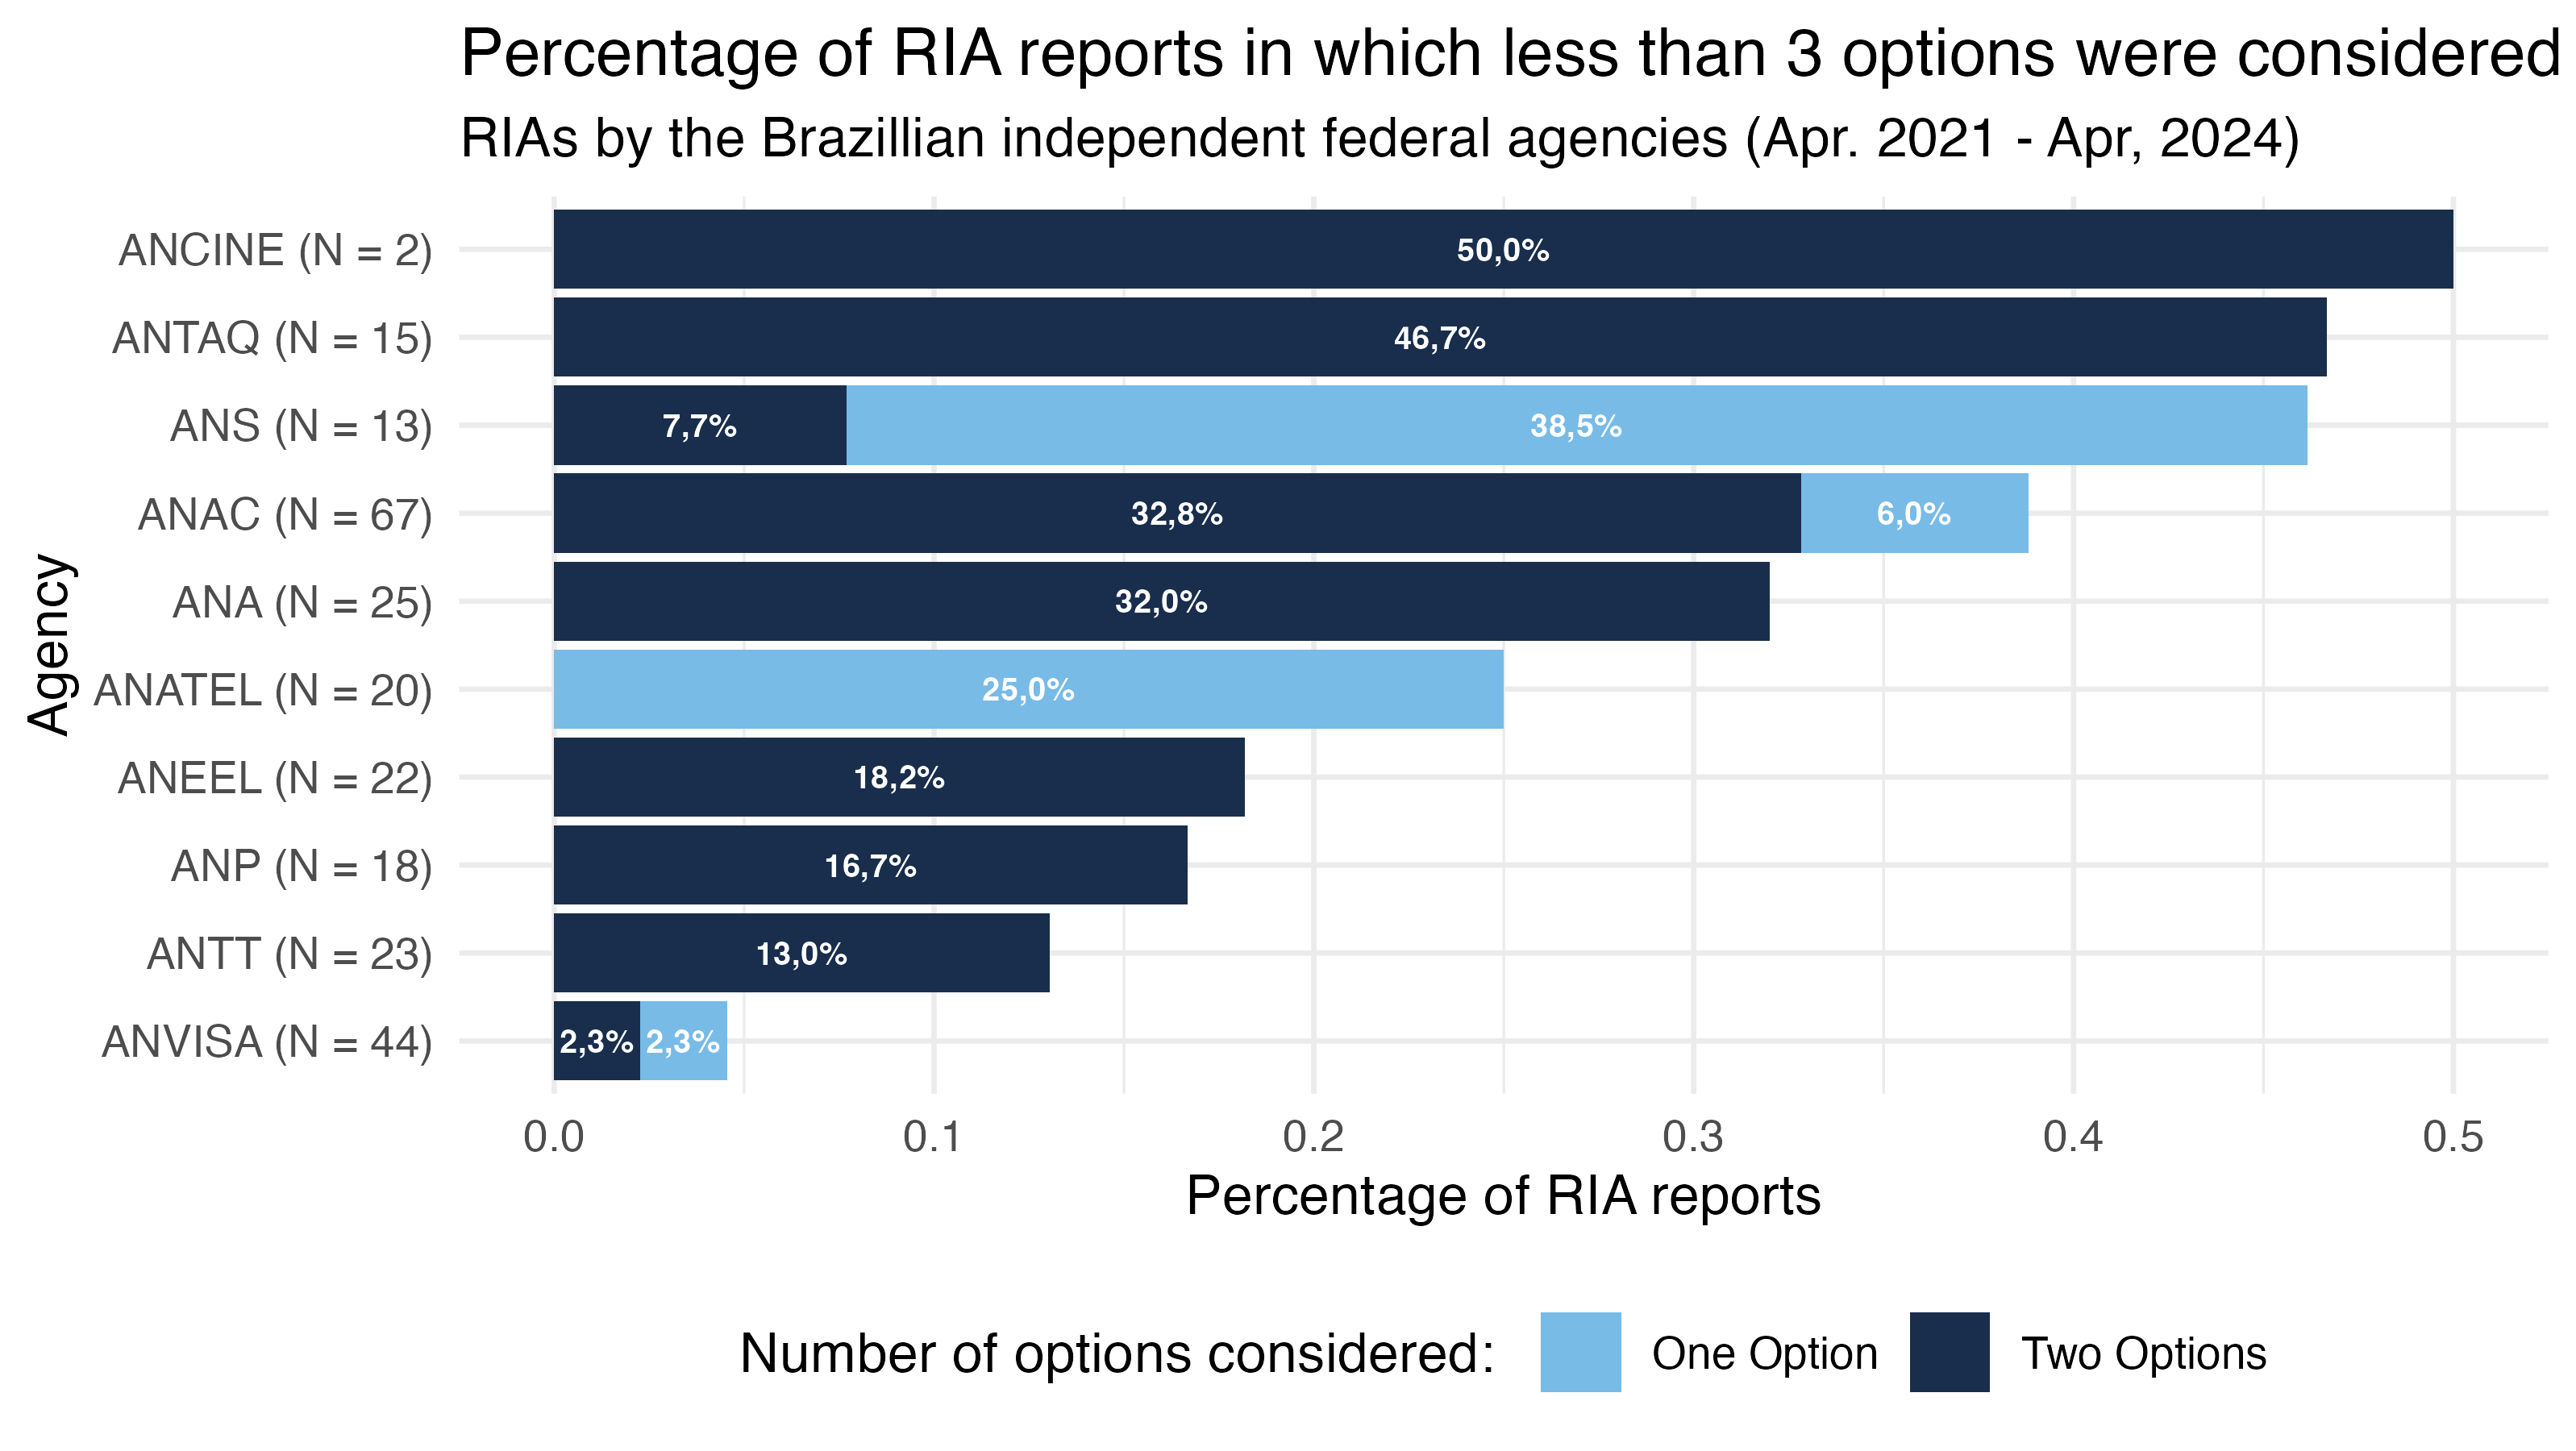 Percentage of RIA reports in which less than 3 options were considered
RIAs by the Brazillian independent federal agencies (Apr. 2021 - Apr, 2024)
Agency
ANCINE (N = 2) 50,0%
ANTAQ (N = 15) 46,7%
ANS (N = 13) 7,7% 38,5%
ANAC (N = 67) 32,8% 6,0%
ANA (N = 25) 32,0%
ANATEL (N = 20) 25,0%
ANEEL (N = 22) 18,2%
ANP (N = 18) 16,7%
ANTT (N = 23) 13,0%
ANVISA (N = 44) 2,3% 2,3%
0.0 0.1 0.2 0.3 0.4 0.5
Percentage of RIA reports
Number of options considered: One Option Two Options